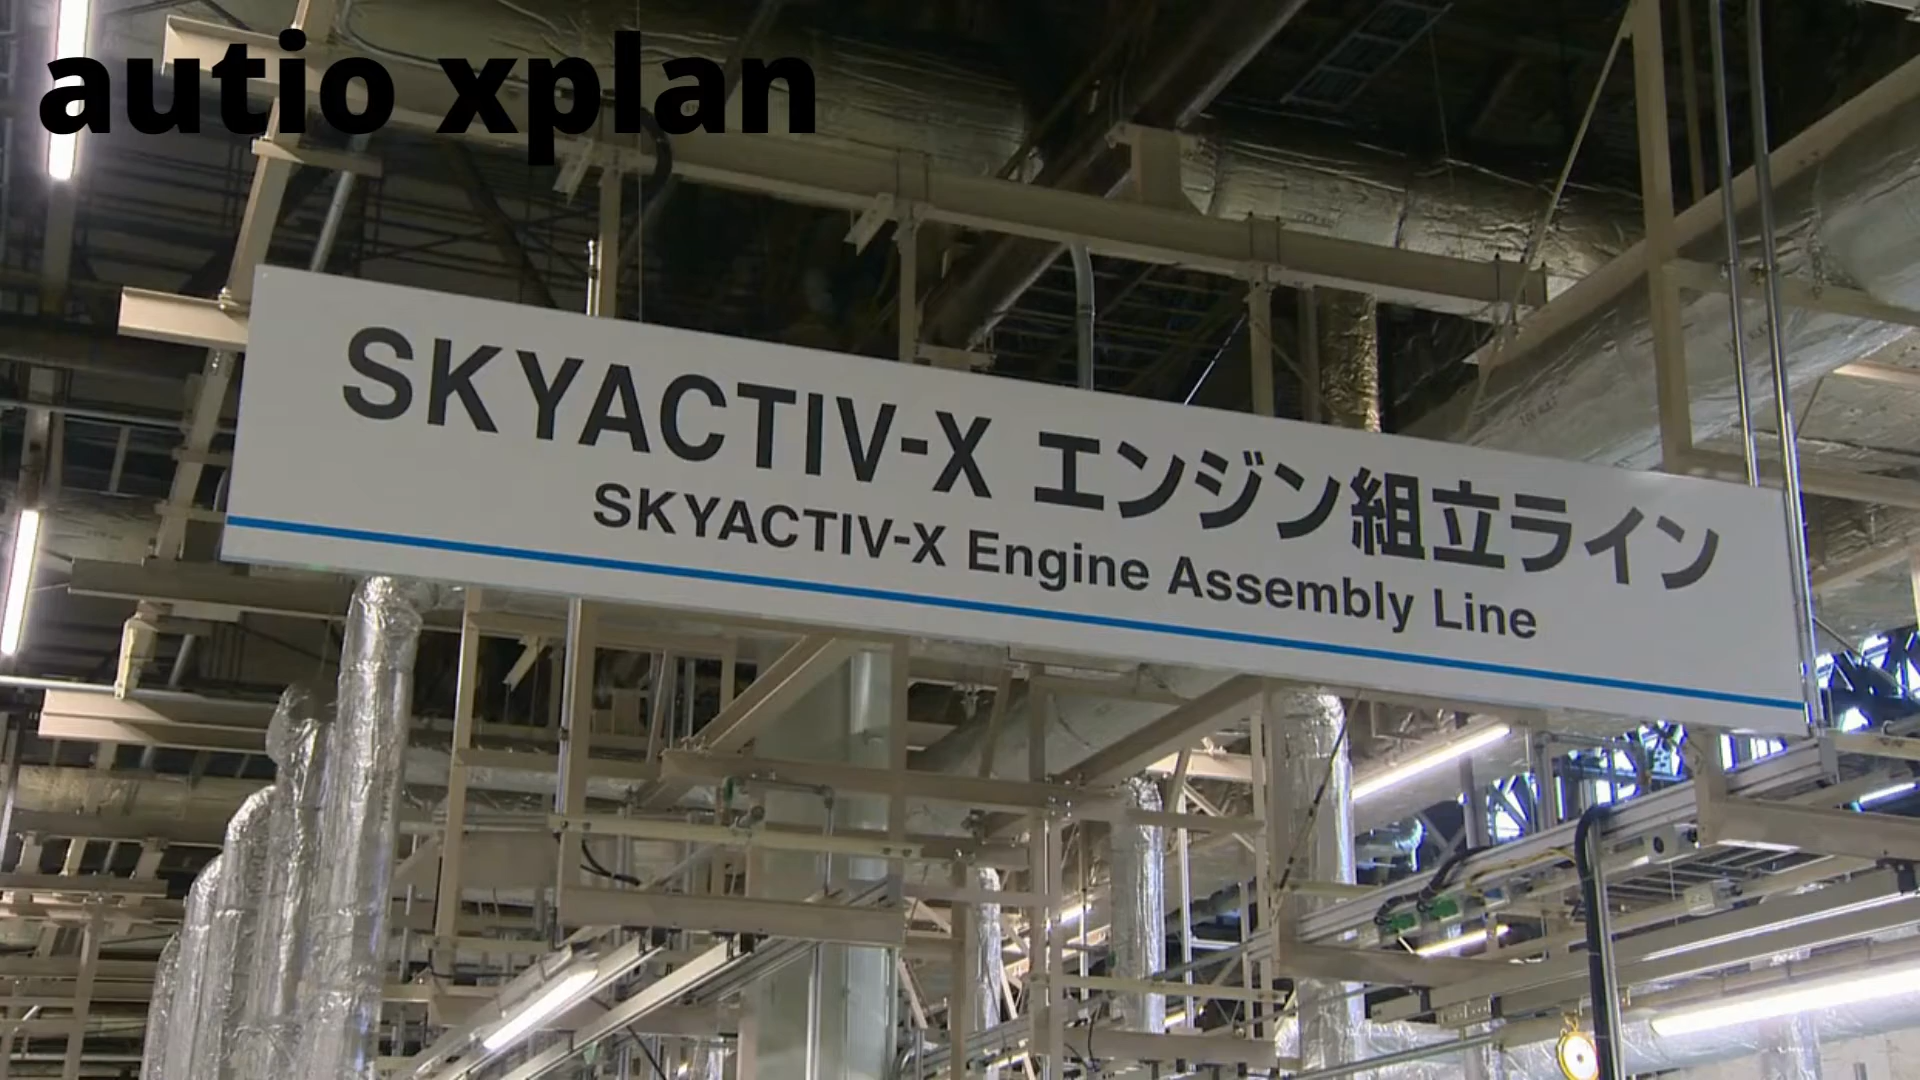 autio xplan
SKYACTIV-X エンジン組立ライン
SKYACTIV-X Engine Assembly Line